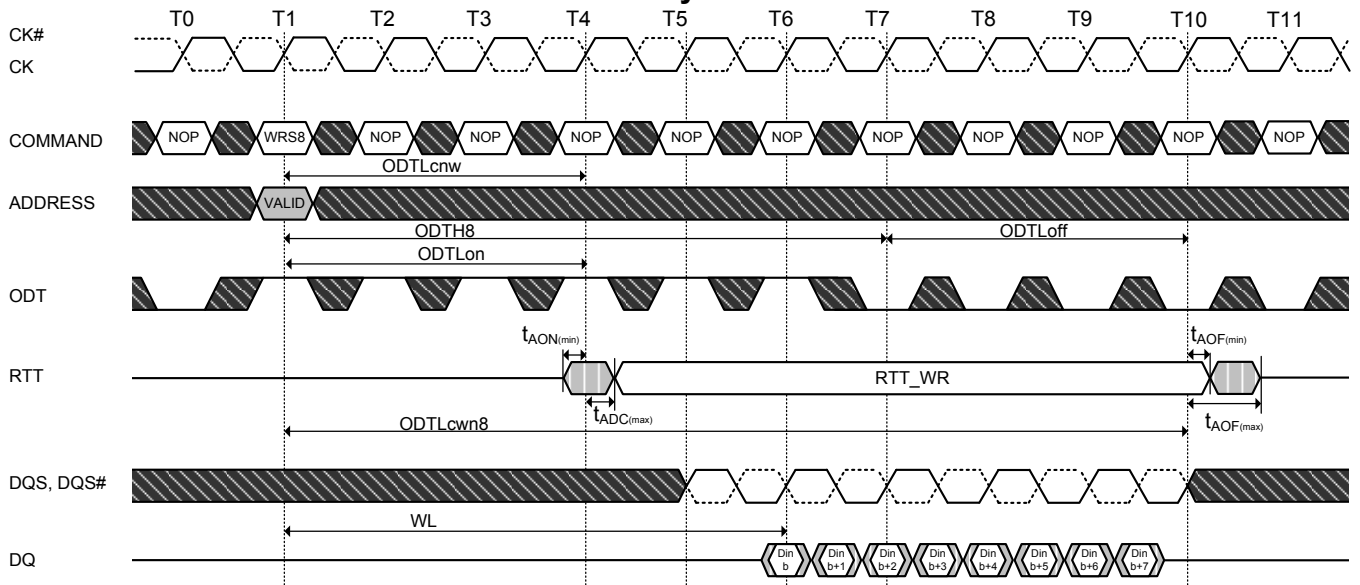 T0 T1 T2 T3 T4 T5 T6 T7 T8 T9 T10 T11
CK#
CK
COMMAND NOP WRS8 NOP NOP NOP NOP NOP NOP NOP NOP NOP NOP
ODTLcnw
ADDRESS VALID
ODTH8 ODTLoff
ODTLon
ODT
tAON(min) tAOF(min)
RTT RTT_WR
tADC(max) tAOF(max)
ODTLcwn8
DQS, DQS#
WL
DQ Din b Din b+1 Din b+2 Din b+3 Din b+4 Din b+5 Din b+6 Din b+7